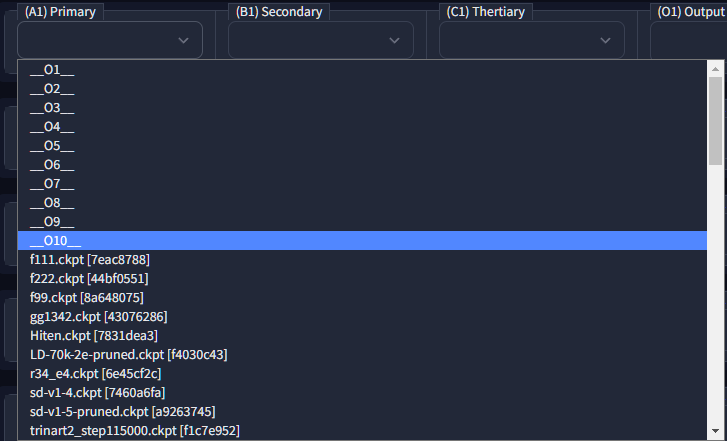 (A1) Primary (B1) Secondary (C1) Thertiary (O1) Output
__O1__
__O2__
__O3__
__O4__
__O5__
__O6__
__O7__
__O8__
__O9__
__O10__
f111.ckpt [7eac8788]
f222.ckpt [44bf0551]
f99.ckpt [8a648075]
gg1342.ckpt [43076286]
Hiten.ckpt [7831dea3]
LD-70k-2e-pruned.ckpt [f4030c43]
r34_e4.ckpt [6e45cf2c]
sd-v1-4.ckpt [7460a6fa]
sd-v1-5-pruned.ckpt [a9263745]
trinart2_step115000.ckpt [f1c7e952]